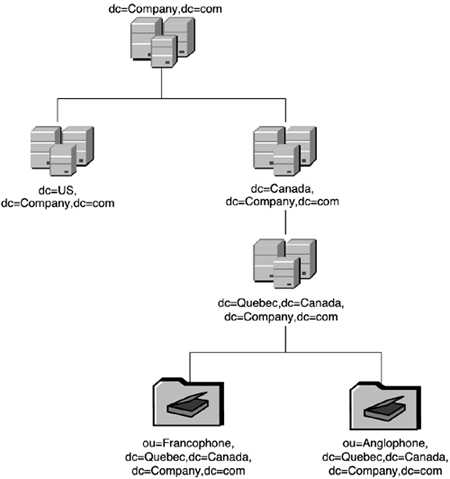 dc=Company,dc=com
dc=US,
dc=Company,dc=com
dc=Canada,
dc=Company,dc=com
dc=Quebec,dc=Canada,
dc=Company,dc=com
ou=Francophone,
dc=Quebec,dc=Canada,
dc=Company,dc=com
ou=Anglophone,
dc=Quebec,dc=Canada,
dc=Company,dc=com